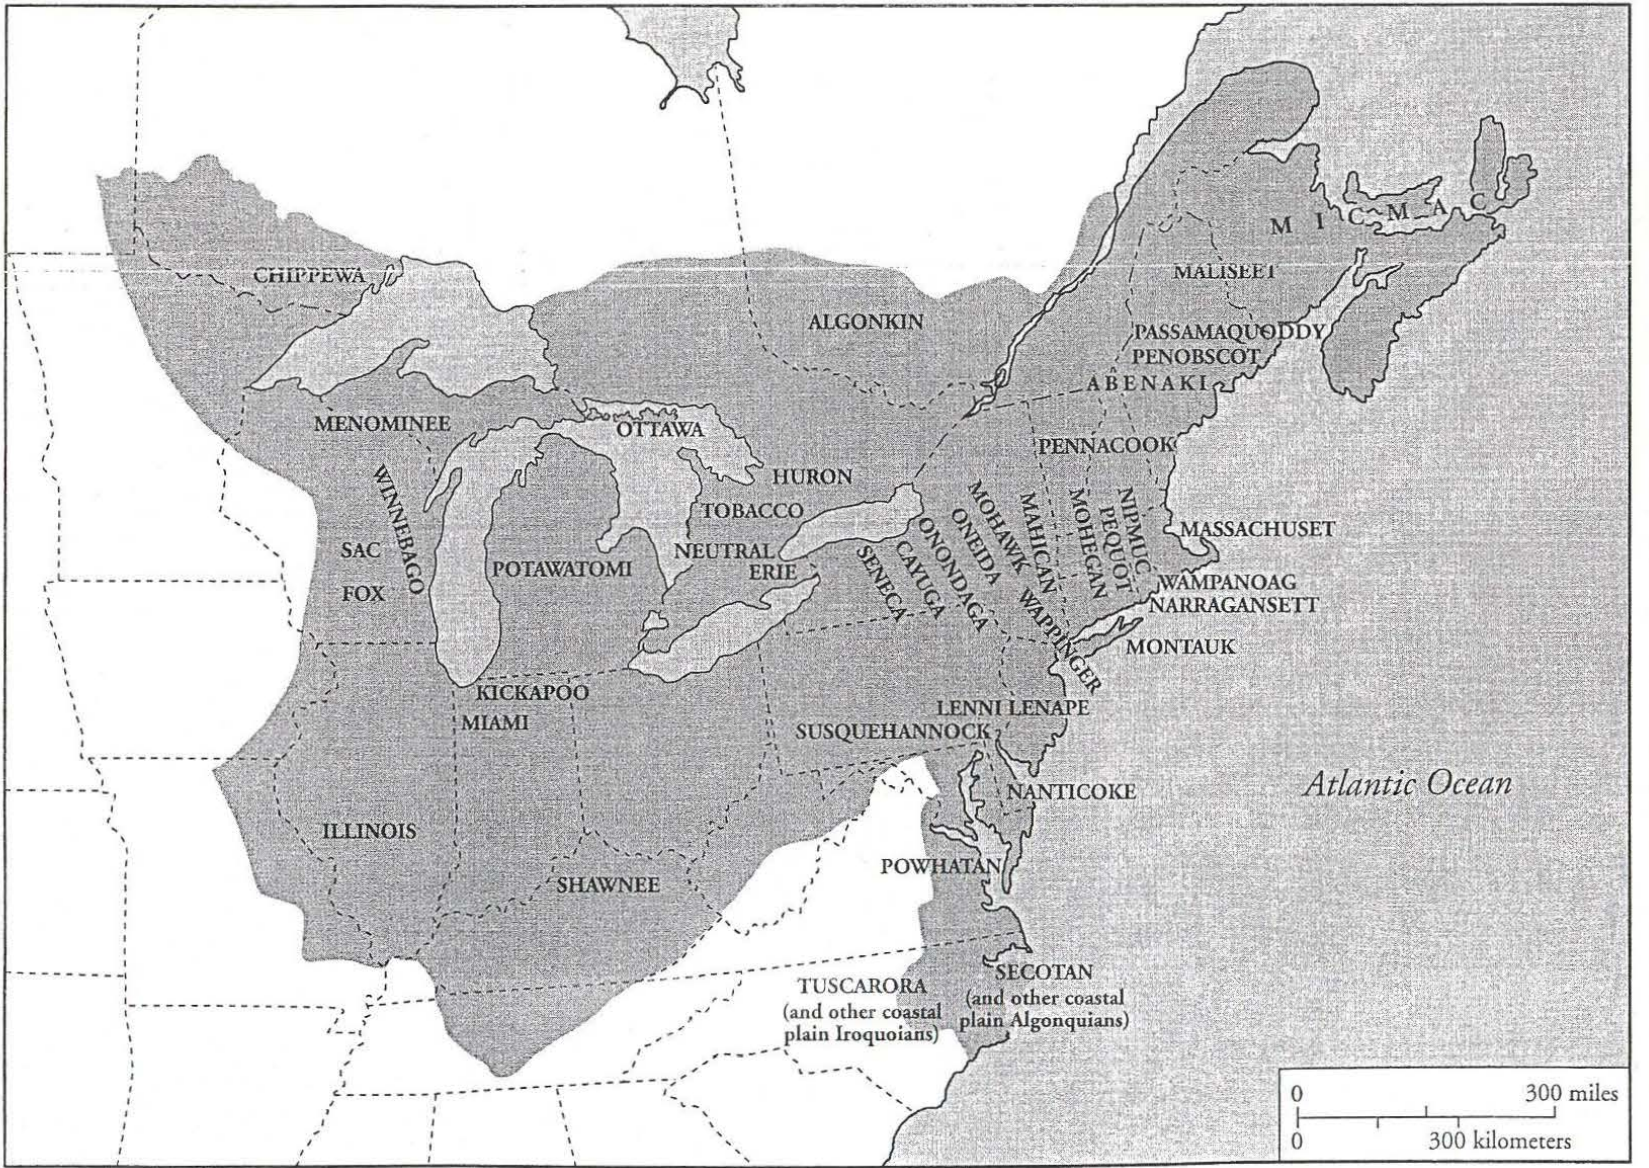 M I C M A C
CHIPPEWA
MALISEET
ALGONKIN
PASSAMAQUODDY
PENOBSCOT
ABENAKI
MENOMINEE
OTTAWA
PENNACOOK
HURON
WINNEBAGO
TOBACCO
MOHAWK
ONEIDA
ONONDAGA
CAYUGA
SENECA
MAHICAN
MOHEGAN
PEQUOT
NIPMUC
MASSACHUSET
SAC
NEUTRAL
ERIE
POTAWATOMI
FOX
WAPPINGER
WAMPANOAG
NARRAGANSETT
MONTAUK
KICKAPOO
MIAMI
LENNI LENAPE
SUSQUEHANNOCK
NANTICOKE
Atlantic Ocean
ILLINOIS
POWHATAN
SHAWNEE
TUSCARORA
(and other coastal
plain Iroquoians)
SECOTAN
(and other coastal
plain Algonquians)
0 300 miles
0 300 kilometers